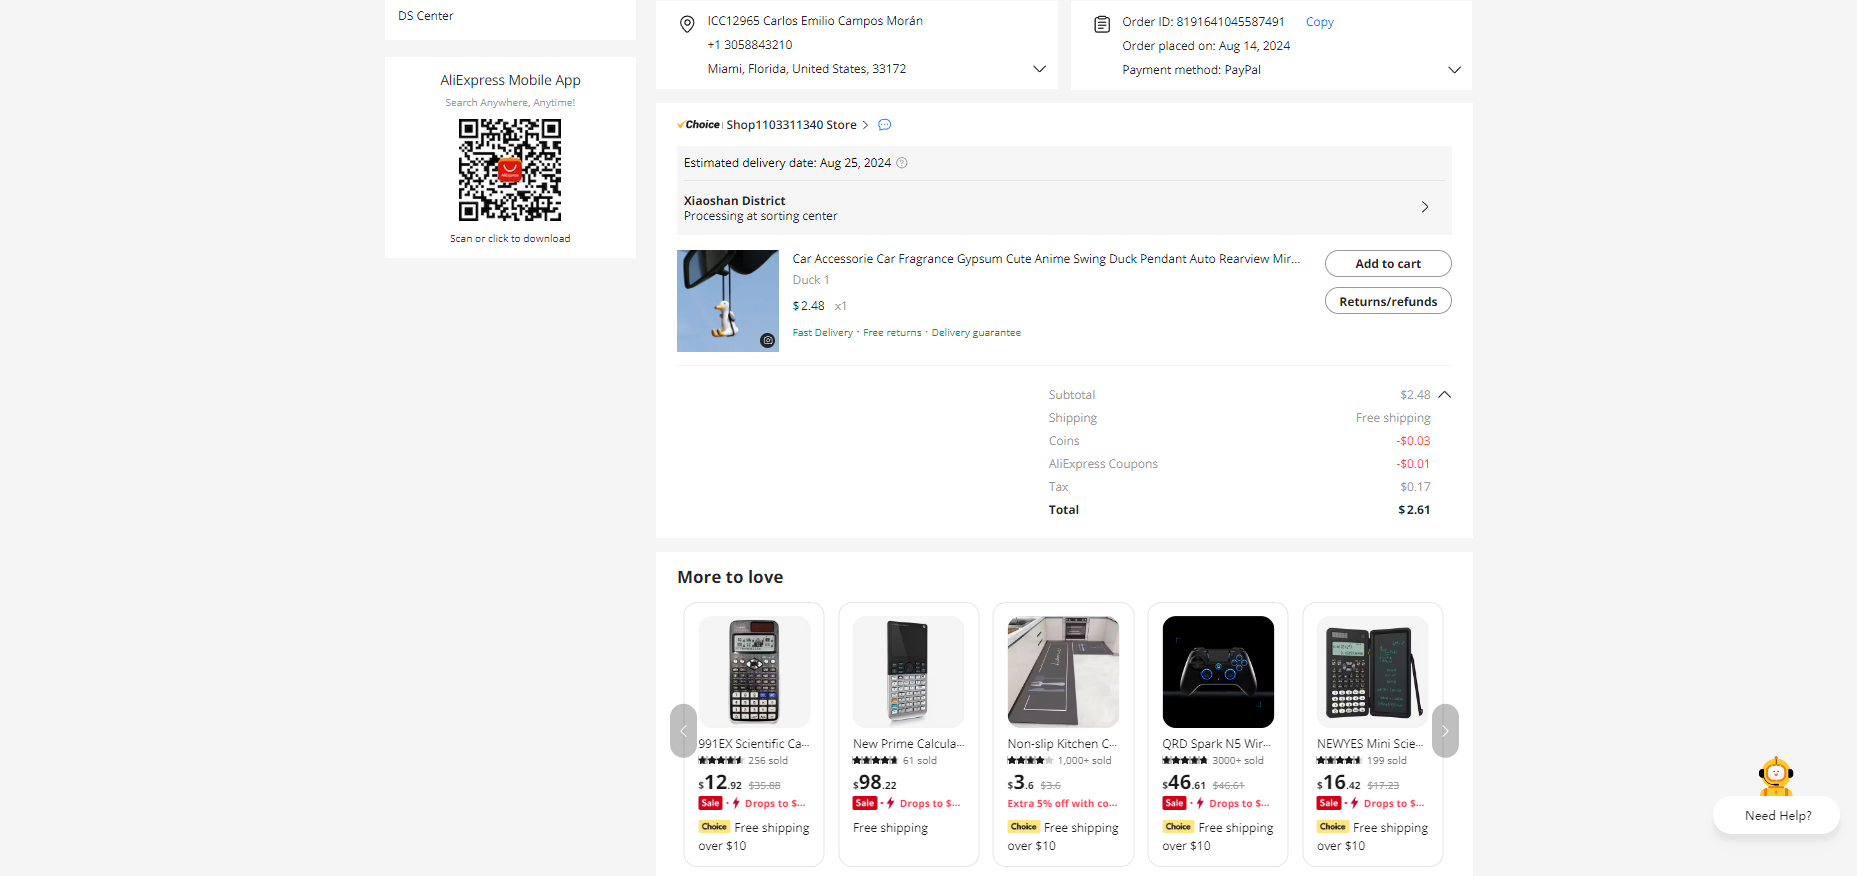 DS Center
AliExpress Mobile App
Search Anywhere, Anytime!
AliExpress
Scan or click to download
ICC12965 Carlos Emilio Campos Morán
+1 3058843210
Miami, Florida, United States, 33172
Order ID: 8191641045587491 Copy
Order placed on: Aug 14, 2024
Payment method: PayPal
Choice Shop1103311340 Store
Estimated delivery date: Aug 25, 2024
Xiaoshan District
Processing at sorting center
Car Accessorie Car Fragrance Gypsum Cute Anime Swing Duck Pendant Auto Rearview Mir...
Duck 1
$2.48 x1
Fast Delivery · Free returns · Delivery guarantee
Add to cart
Returns/refunds
Subtotal $2.48
Shipping Free shipping
Coins -$0.03
AliExpress Coupons -$0.01
Tax $0.17
Total $2.61
More to love
991EX Scientific Ca...
256 sold
$12.92 $35.88
Sale · Drops to $...
Choice Free shipping
over $10
New Prime Calcula...
61 sold
$98.22
Sale · Drops to $...
Free shipping
Non-slip Kitchen C...
1,000+ sold
$3.6 $3.6
Extra 5% off with co...
Choice Free shipping
over $10
QRD Spark N5 Wir...
3000+ sold
$46.61 $46.61
Sale · Drops to $...
Choice Free shipping
over $10
NEWYES Mini Scie...
199 sold
$16.42 $17.23
Sale · Drops to $...
Choice Free shipping
over $10
Need Help?